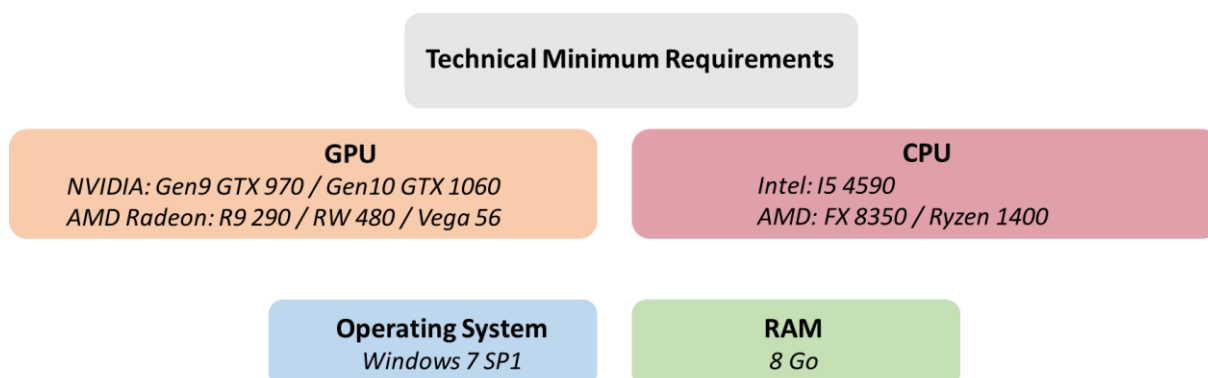 Technical Minimum Requirements
GPU
NVIDIA: Gen9 GTX 970 / Gen10 GTX 1060
AMD Radeon: R9 290 / RW 480 / Vega 56
CPU
Intel: I5 4590
AMD: FX 8350 / Ryzen 1400
Operating System
Windows 7 SP1
RAM
8 Go